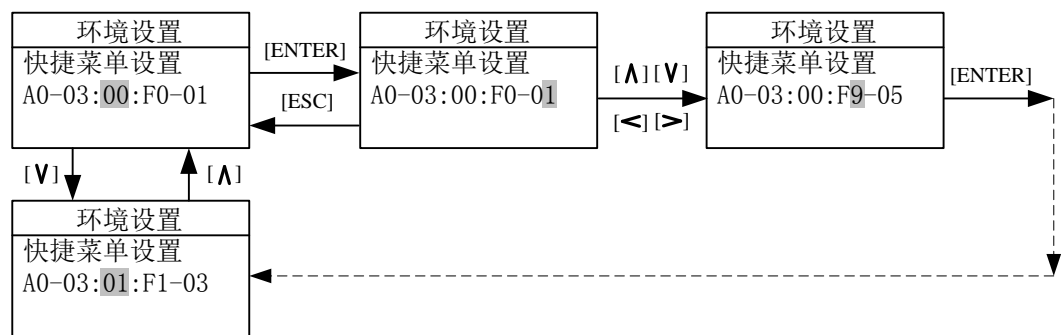 环境设置
快捷菜单设置
A0-03:00:F0-01
[ENTER]
[ESC]
环境设置
快捷菜单设置
A0-03:00:F0-01
[∧][∨]
[<][>]
环境设置
快捷菜单设置
A0-03:00:F9-05
[ENTER]
[∨]
[∧]
环境设置
快捷菜单设置
A0-03:01:F1-03